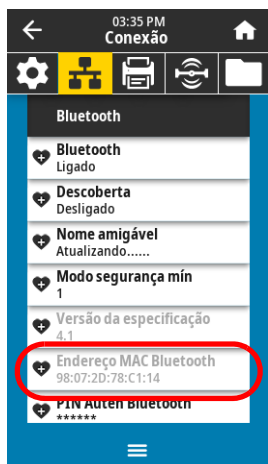 03:35 PM
Conexão
Bluetooth
Bluetooth
Ligado
Descoberta
Desligado
Nome amigável
Atualizando......
Modo segurança mín
1
Versão da especificação
4.1
Endereço MAC Bluetooth
98:07:2D:78:C1:14
PIN Auten Bluetooth
******